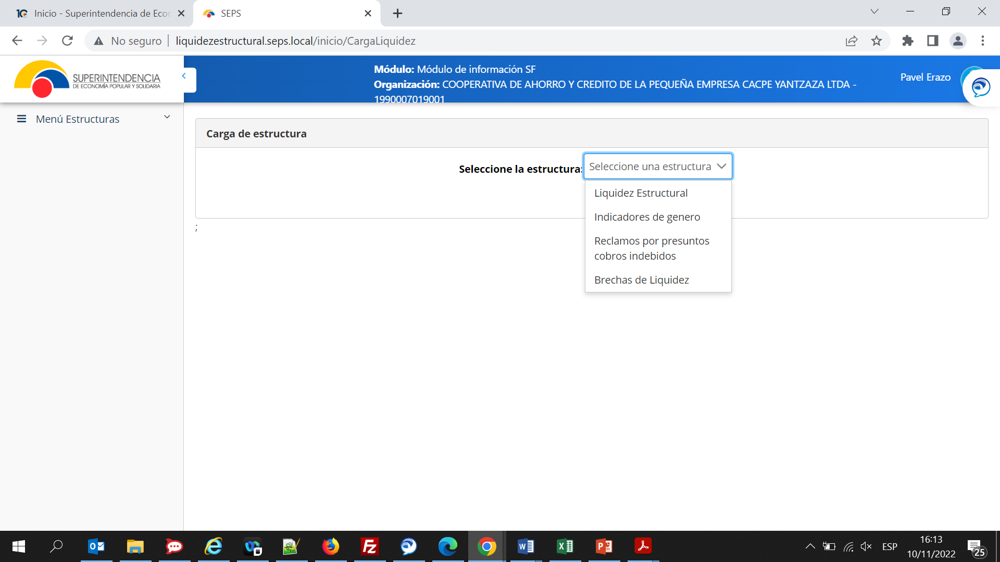 Inicio - Superintendencia de Ecor
SEPS
No seguro
liquidezestructural.seps.local/inicio/CargaLiquidez
SUPERINTENDENCIA
DE ECONOMÍA POPULAR Y SOLIDARIA
Módulo: Módulo de información SF
Organización: COOPERATIVA DE AHORRO Y CREDITO DE LA PEQUEÑA EMPRESA CACPE YANTZAZA LTDA -
1990007019001
Pavel Erazo
Menú Estructuras
Carga de estructura
Seleccione la estructura:
Seleccione una estructura
Liquidez Estructural
Indicadores de genero
Reclamos por presuntos
cobros indebidos
Brechas de Liquidez
;
ESP
16:13
10/11/2022
25